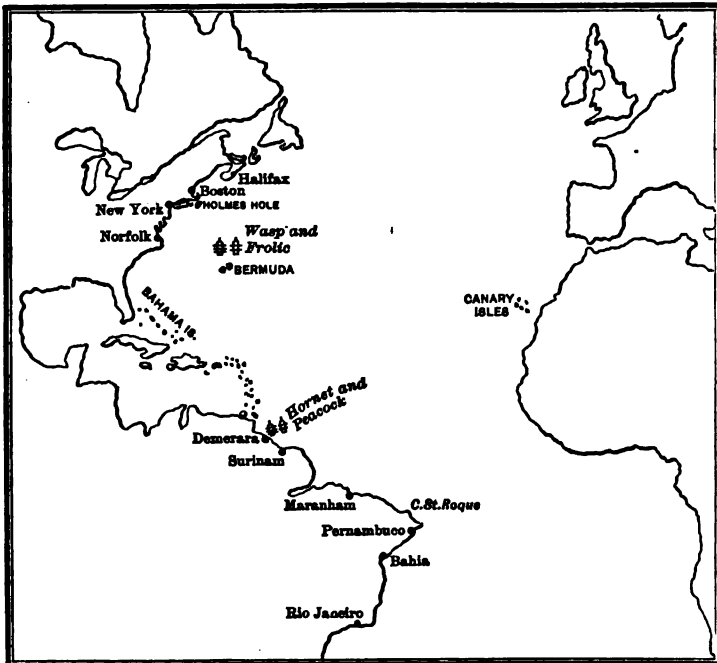 Halifax
Boston
New York
HOLMES HOLE
Norfolk
Wasp and
Frolic
BERMUDA
BAHAMA IS.
CANARY
ISLES
Hornet and
Peacock
Demerara
Surinam
Maranham
C.St.Roque
Pernambuco
Bahia
Rio Janeiro